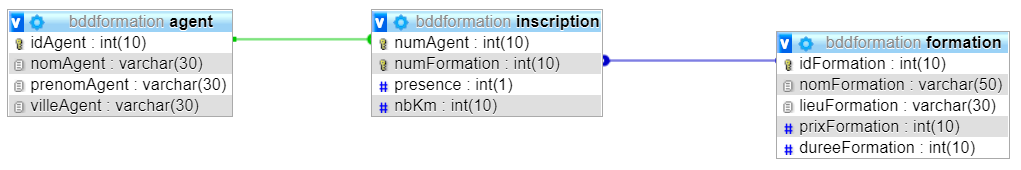 v bddformation agent
idAgent : int(10)
nomAgent : varchar(30)
prenomAgent : varchar(30)
villeAgent : varchar(30)
v bddformation inscription
numAgent : int(10)
numFormation : int(10)
# presence : int(1)
# nbKm : int(10)
v bddformation formation
idFormation : int(10)
nomFormation : varchar(50)
lieuFormation : varchar(30)
# prixFormation : int(10)
# dureeFormation : int(10)